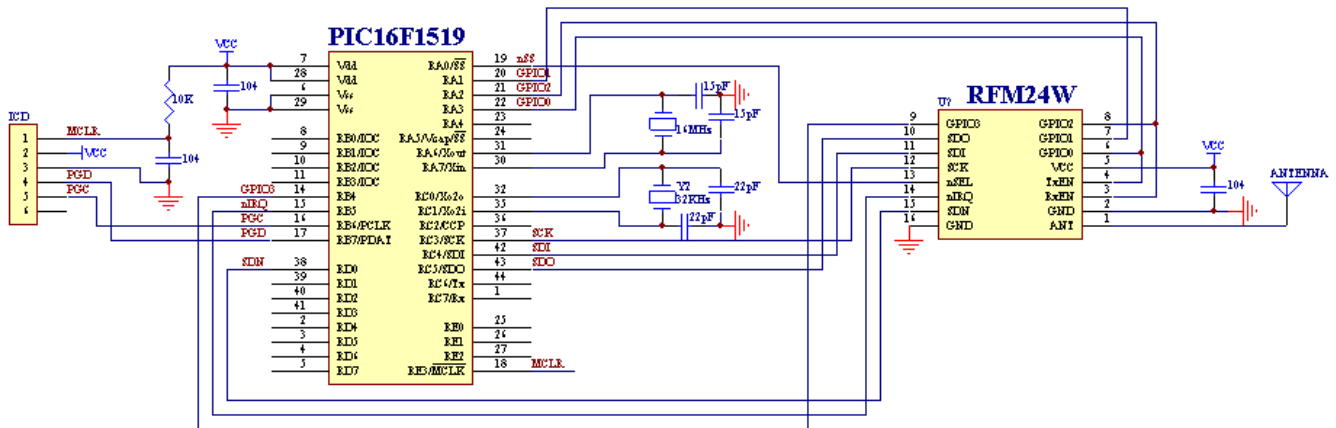 PIC16F1519
VCC
10K
104
104
ICD
1 MCLR
2 VCC
3
4 PGD
5 PGC
6
7 Vdd
28 Vdd
6 Vss
29 Vss
8 RB0/IOC
9 RB1/IOC
10 RB2/IOC
11 RB3/IOC
GPIO3 14 RB4
nIRQ 15 RB5
PGC 16 RB6/PCLK
PGD 17 RB7/PDAT
SDN 38 RD0
39 RD1
40 RD2
41 RD3
2 RD4
3 RD5
4 RD6
5 RD7
RA0/SS 19 nSS
RA1 20 GPIO1
RA2 21 GPIO2
RA3 22 GPIO0
RA4 23
RA5/Vcap/SS 24
RA6/Xout 31
RA7/Xin 30
RC0/Xo2o 32
RC1/Xo2i 35
RC2/CCP 36
RC3/SCK 37 SCK
RC4/SDI 42 SDI
RC5/SDO 43 SDO
RC6/Tx 44
RC7/Rx 1
RE0 25
RE1 26
RE2 27
RE3/MCLK 18 MCLR
15pF
15pF
16MHs
Y?
32KHs
22pF
22pF
U?
RFM24W
9 GPIO3
10 SDO
11 SDI
12 SCK
13 nSEL
14 nIRQ
15 SDN
16 GND
GPIO2 8
GPIO1 7
GPIO0 6
VCC 5
TxEN 4
RxEN 3
GND 2
ANT 1
VCC
104
ANTENNA